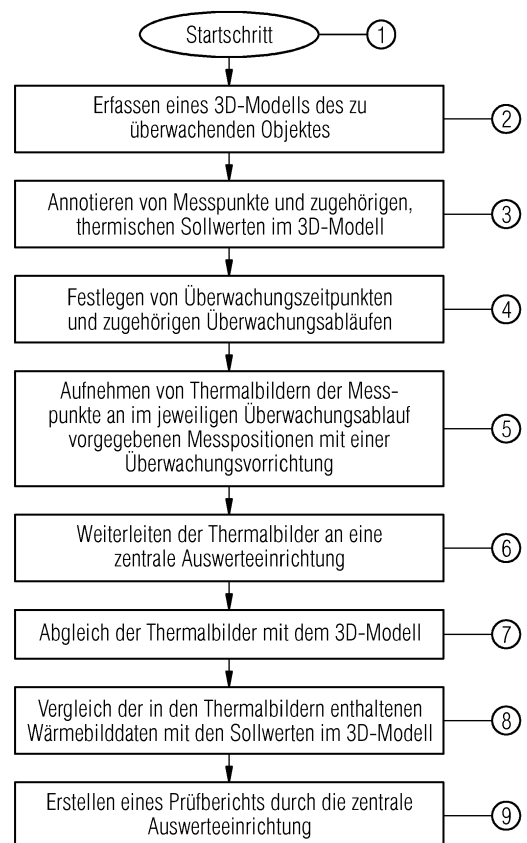 Startschritt
1
Erfassen eines 3D-Modells des zu
überwachenden Objektes
2
Annotieren von Messpunkte und zugehörigen,
thermischen Sollwerten im 3D-Modell
3
Festlegen von Überwachungszeitpunkten
und zugehörigen Überwachungsabläufen
4
Aufnehmen von Thermalbildern der Mess-
punkte an im jeweiligen Überwachungsablauf
vorgegebenen Messpositionen mit einer
Überwachungsvorrichtung
5
Weiterleiten der Thermalbilder an eine
zentrale Auswerteeinrichtung
6
Abgleich der Thermalbilder mit dem 3D-Modell
7
Vergleich der in den Thermalbildern enthaltenen
Wärmebilddaten mit den Sollwerten im 3D-Modell
8
Erstellen eines Prüfberichts durch die zentrale
Auswerteeinrichtung
9